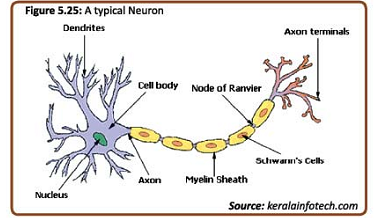 Figure 5.25: A typical Neuron
Dendrites
Axon terminals
Cell body
Node of Ranvier
Schwann's Cells
Nucleus
Axon
Myelin Sheath
Source: keralainfotech.com